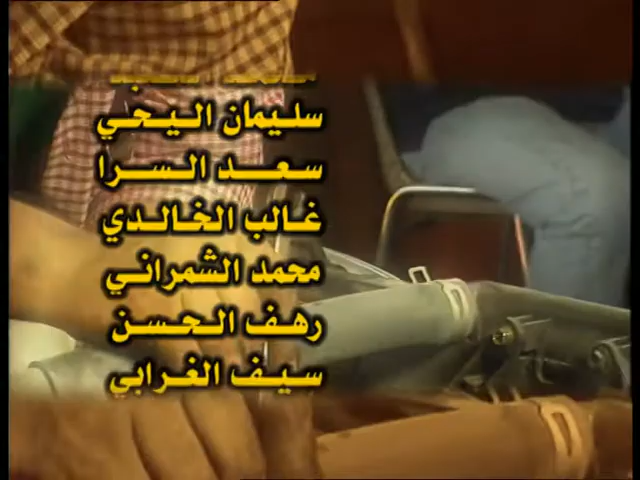 سليمان اليحي
سعد السرا
غالب الخالدي
محمد الشمراني
رهف الحسن
سيف الغرابي